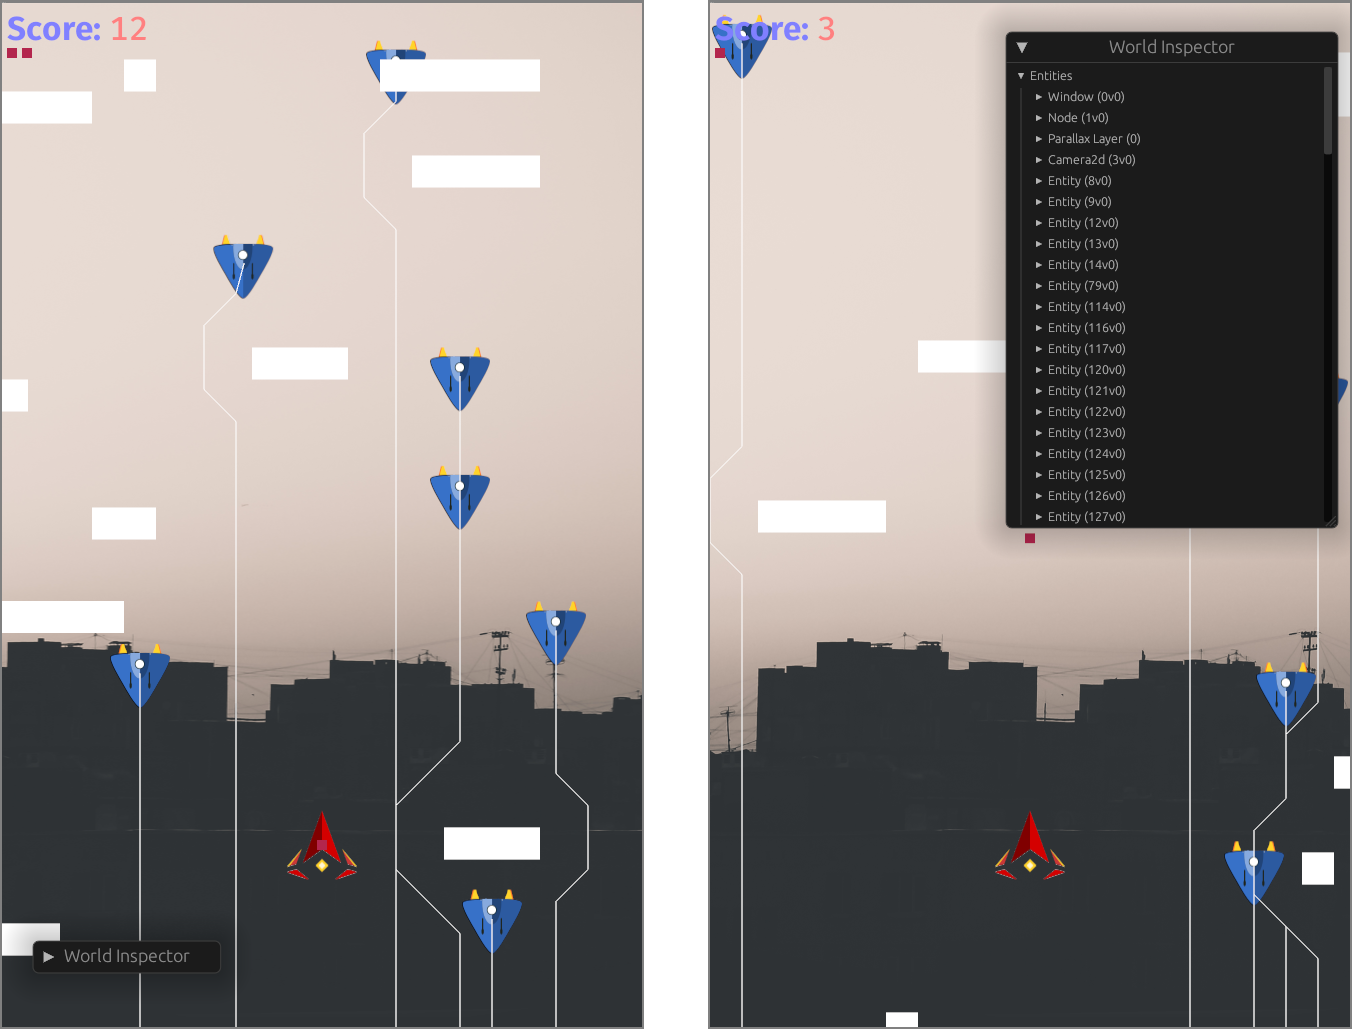 Score: 12
▶ World Inspector
Score: 3
▼ World Inspector
▼ Entities
▶ Window (0v0)
▶ Node (1v0)
▶ Parallax Layer (0)
▶ Camera2d (3v0)
▶ Entity (8v0)
▶ Entity (9v0)
▶ Entity (12v0)
▶ Entity (13v0)
▶ Entity (14v0)
▶ Entity (79v0)
▶ Entity (114v0)
▶ Entity (116v0)
▶ Entity (117v0)
▶ Entity (120v0)
▶ Entity (121v0)
▶ Entity (122v0)
▶ Entity (123v0)
▶ Entity (124v0)
▶ Entity (125v0)
▶ Entity (126v0)
▶ Entity (127v0)